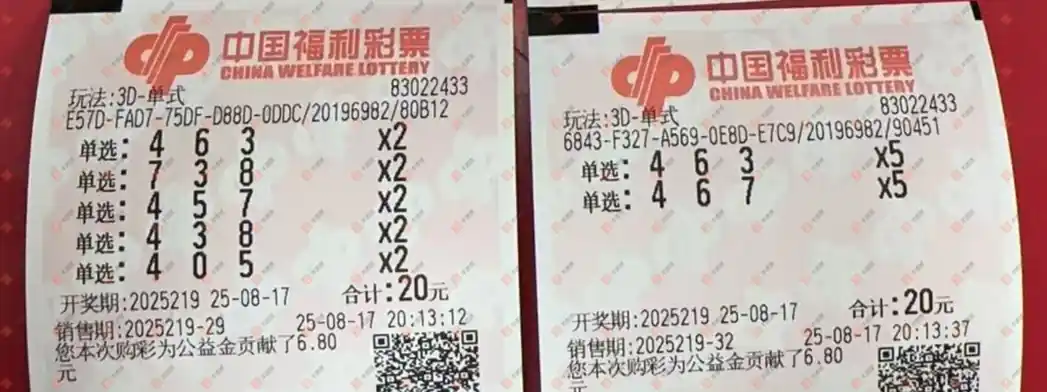 中国福利彩票
CHINA WELFARE LOTTERY
玩法:3D-单式 83022433
E57D-FAD7-75DF-D88D-0DDC/20196982/80B12
单选: 4 6 3 x2
单选: 7 3 8 x2
单选: 4 5 7 x2
单选: 4 3 8 x2
单选: 4 0 5 x2
开奖期:2025219 25-08-17 合计:20元
销售期:2025219-29 25-08-17 20:13:12
您本次购彩为公益金贡献了6.80
元
中国福利彩票
CHINA WELFARE LOTTERY
玩法:3D-单式 83022433
6843-F327-A569-0E8D-E7C9/20196982/90451
单选: 4 6 3 x5
单选: 4 6 7 x5
开奖期:2025219 25-08-17 合计:20元
销售期:2025219-32 25-08-17 20:13:37
您本次购彩为公益金贡献了6.80
元